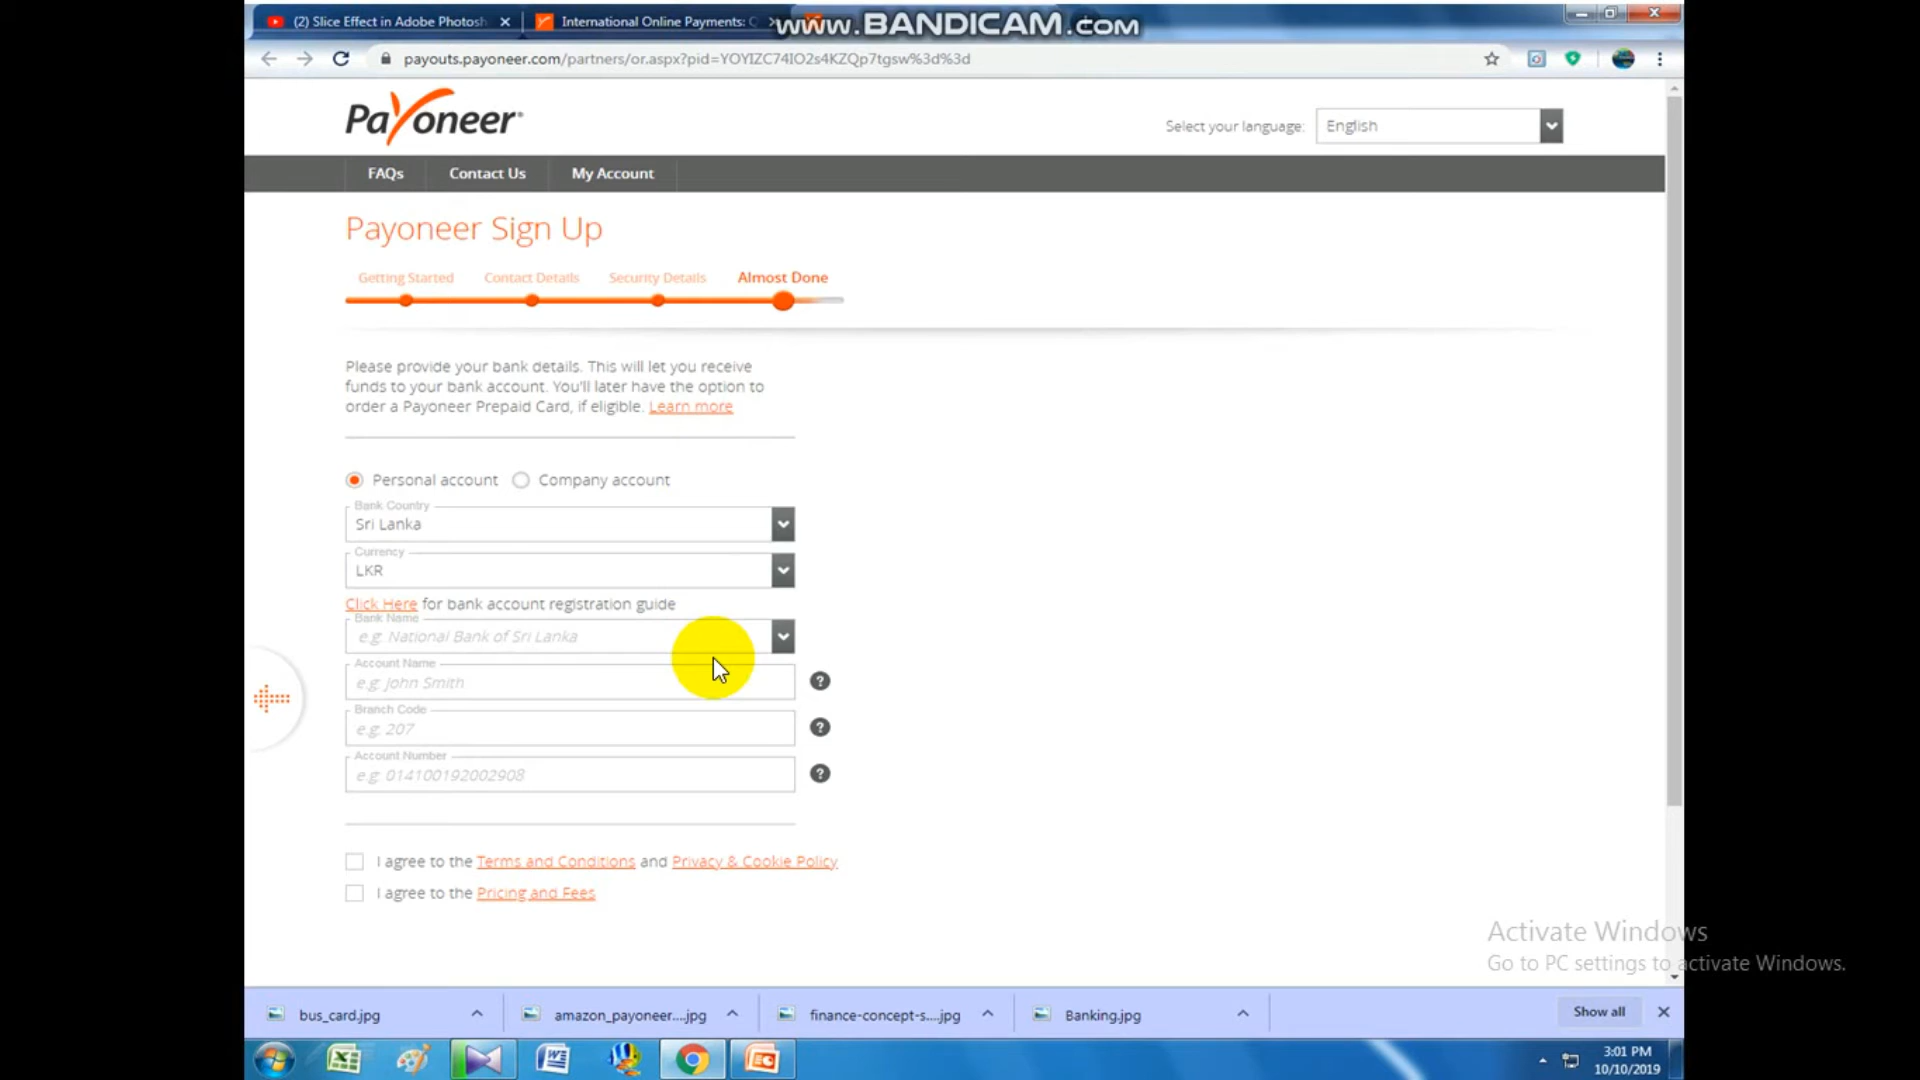 (2) Slice Effect in Adobe Photosh
International Online Payments:
www.BANDICAM.com
payouts.payoneer.com/partners/or.aspx?pid=YOYIZC74IO2s4KZQp7tgsw%3d%3d
Payoneer
Select your language: English
FAQs Contact Us My Account
Payoneer Sign Up
Getting Started Contact Details Security Details Almost Done
Please provide your bank details. This will let you receive
funds to your bank account. You'll later have the option to
order a Payoneer Prepaid Card, if eligible. Learn more
Personal account Company account
Bank Country
Sri Lanka
Currency
LKR
Click Here for bank account registration guide
Bank Name
e.g: National Bank of Sri Lanka
Account Name
e.g: John Smith
Branch Code
e.g. 207
Account Number
e.g: 014100192002908
I agree to the Terms and Conditions and Privacy & Cookie Policy
I agree to the Pricing and Fees
Activate Windows
Go to PC settings to activate Windows.
bus_card.jpg amazon_payoneer....jpg finance-concept-s....jpg Banking.jpg Show all
3:01 PM
10/10/2019